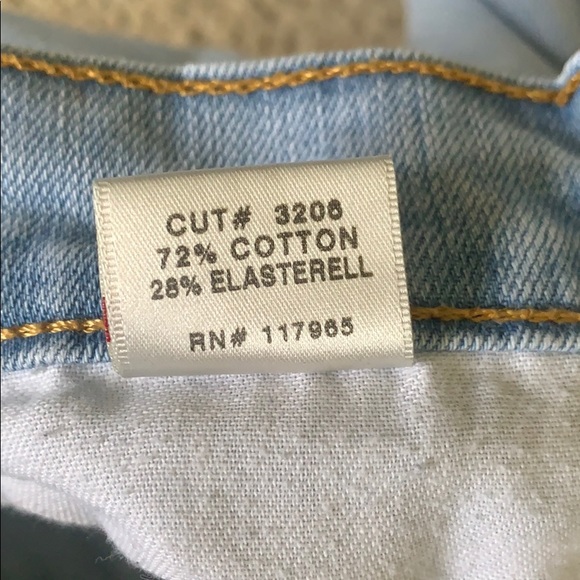 CUT# 3206
72% COTTON
28% ELASTERELL
RN# 117965